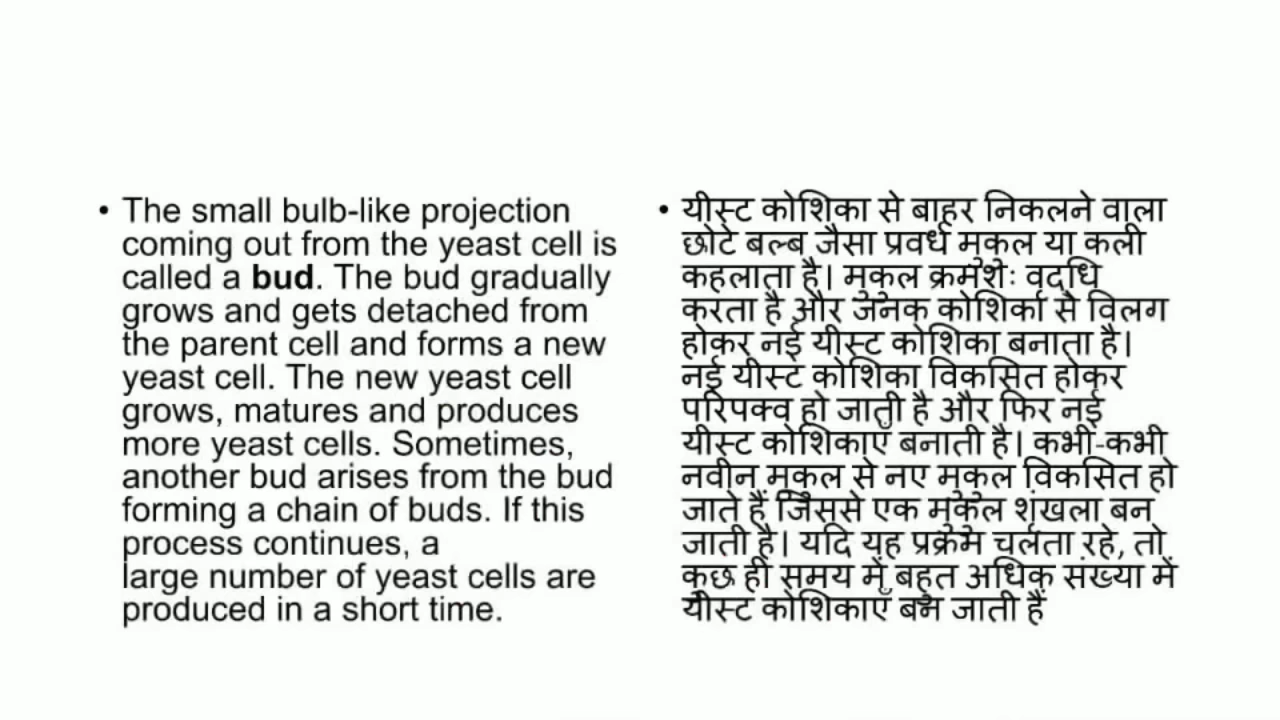 • The small bulb-like projection
coming out from the yeast cell is
called a bud. The bud gradually
grows and gets detached from
the parent cell and forms a new
yeast cell. The new yeast cell
grows, matures and produces
more yeast cells. Sometimes,
another bud arises from the bud
forming a chain of buds. If this
process continues, a
large number of yeast cells are
produced in a short time.
• यीस्ट कोशिका से बाहर निकलने वाला
छोटे बल्ब जैसा प्रवर्ध मुकुल या कली
कहलाता है। मुकुल क्रमशः वृद्धि
करता है और जनक कोशिका से विलग
होकर नई यीस्ट कोशिका बनाता है।
नई यीस्ट कोशिका विकसित होकर
परिपक्व हो जाती है और फिर नई
यीस्ट कोशिकाएँ बनाती है। कभी-कभी
नवीन मुकुल से नए मुकुल विकसित हो
जाते हैं जिससे एक मुकुल शृंखला बन
जाती है। यदि यह प्रक्रम चलता रहे, तो
कुछ ही समय में बहुत अधिक संख्या में
यीस्ट कोशिकाएँ बन जाती हैं